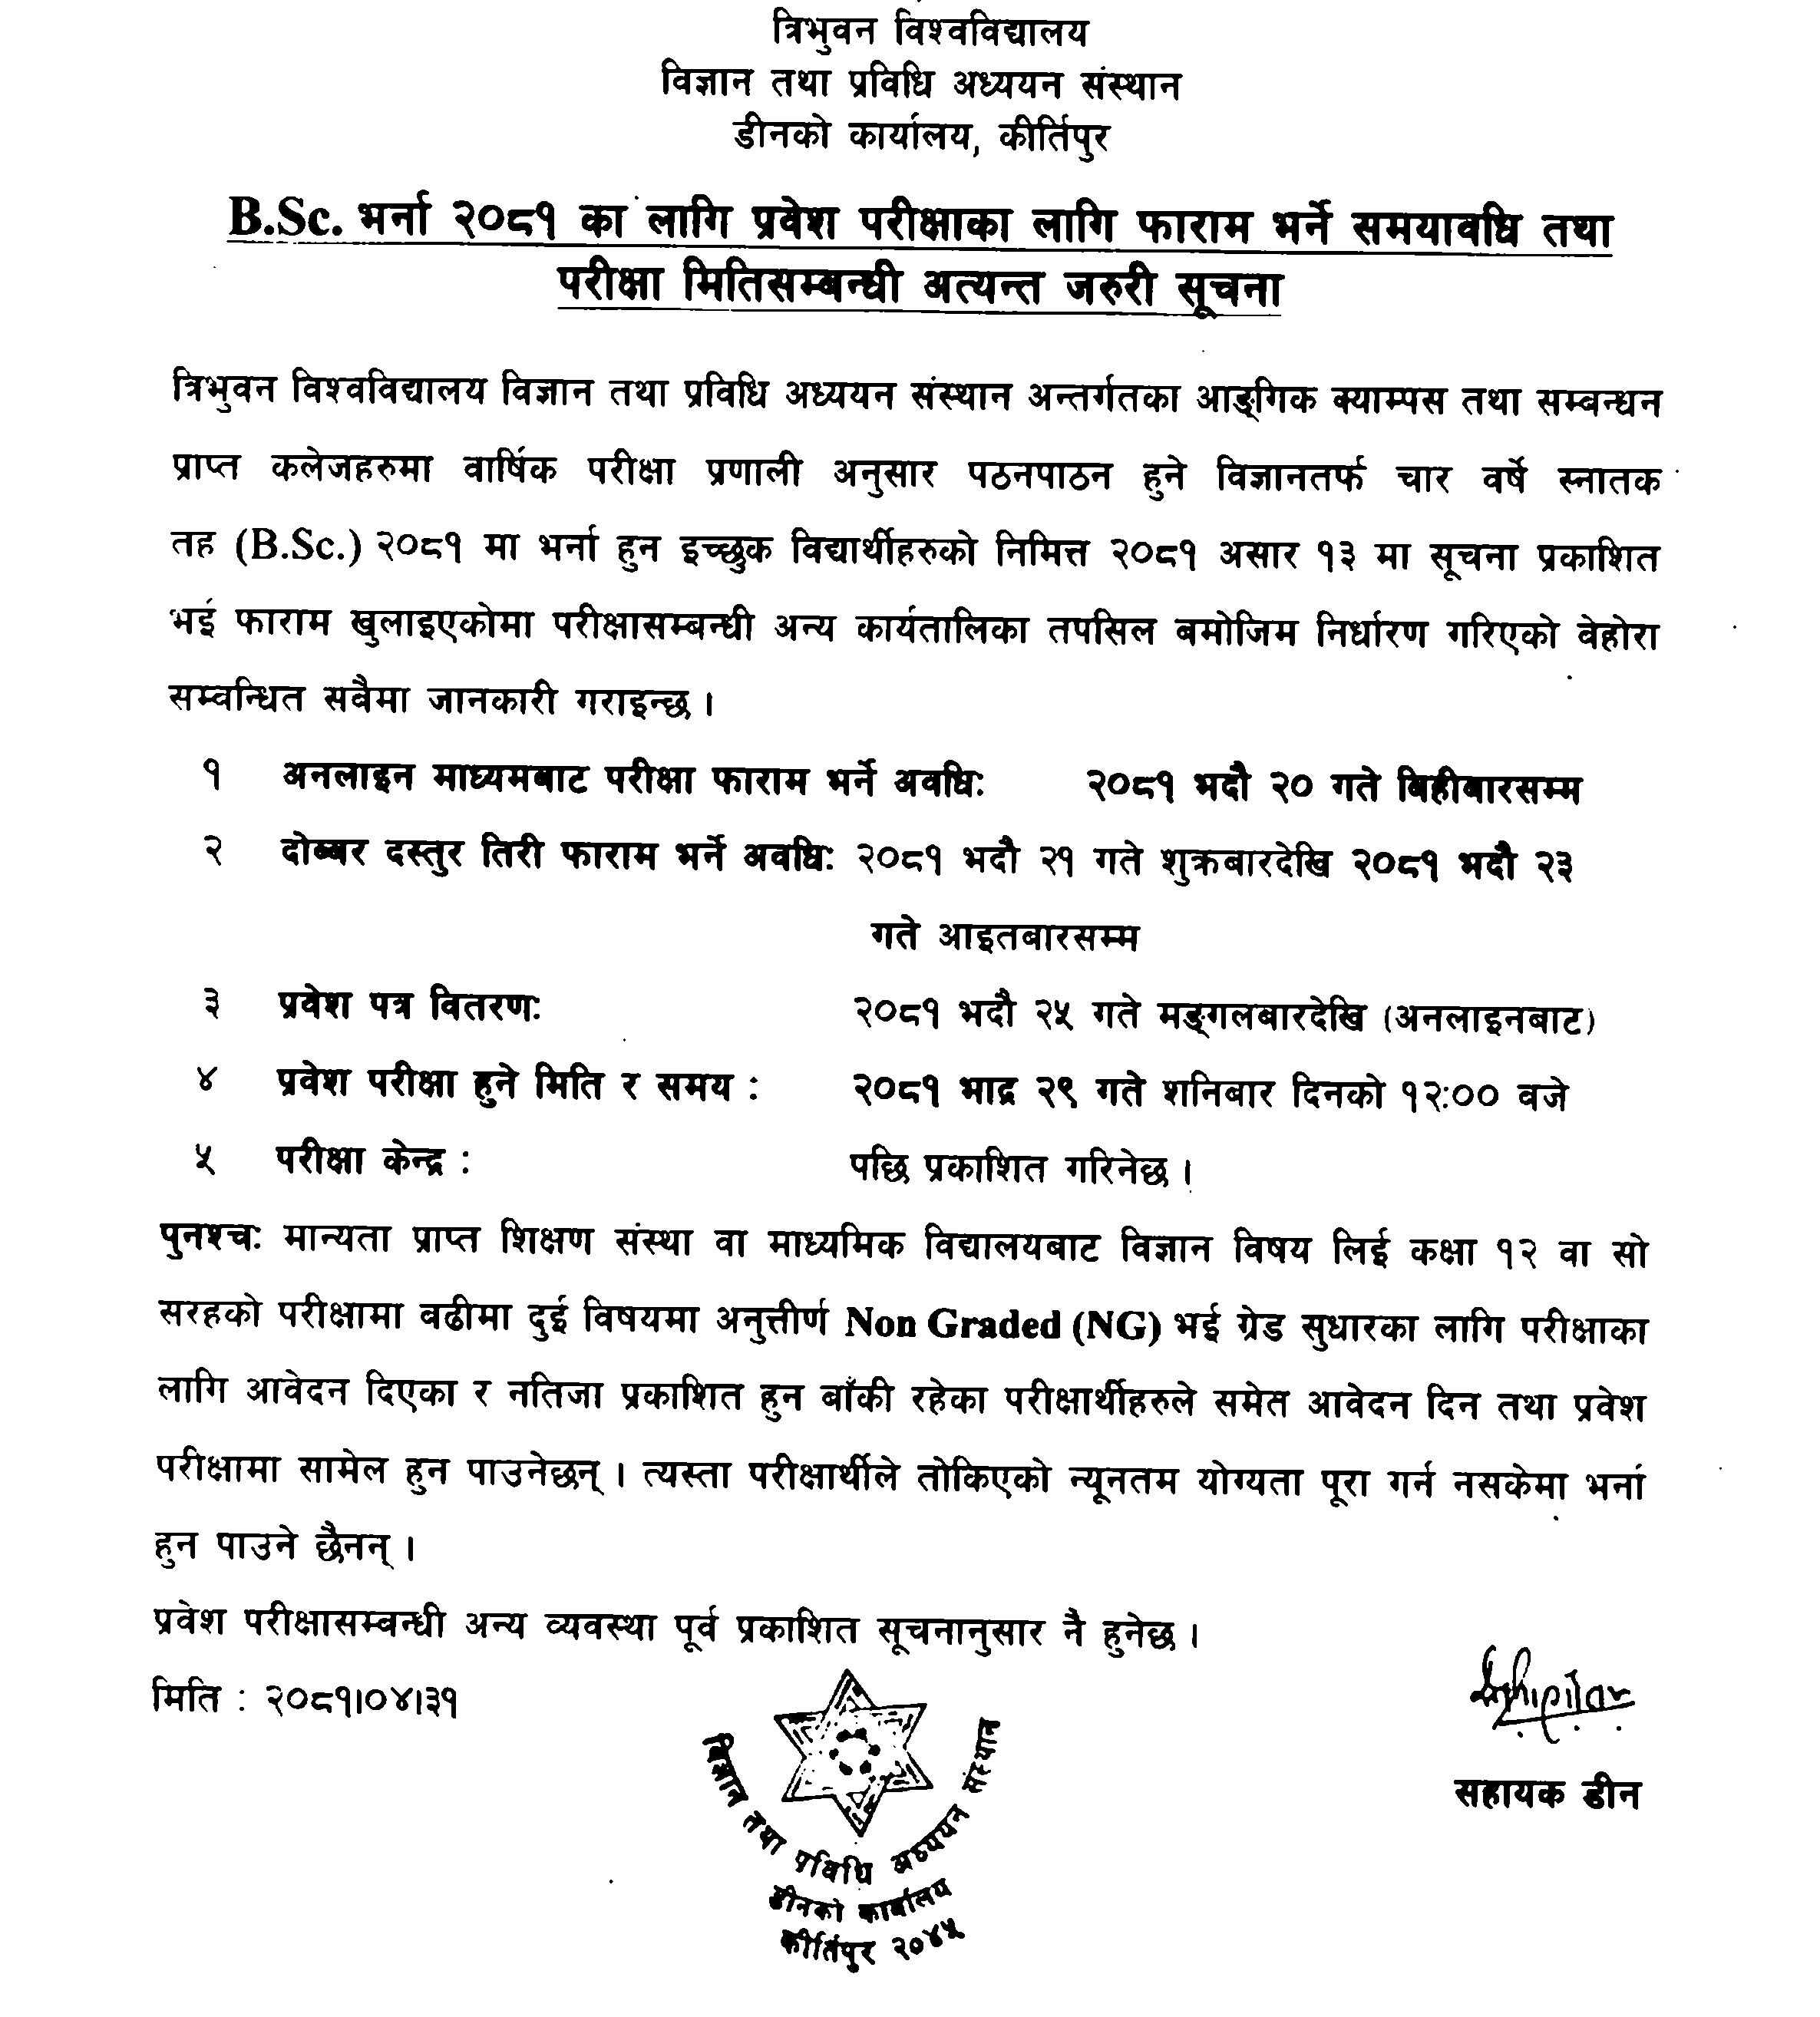 त्रिभुवन विश्वविद्यालय
विज्ञान तथा प्रविधि अध्ययन संस्थान
डीनको कार्यालय, कीर्तिपुर
B.Sc. भर्ना २०८१ का लागि प्रवेश परीक्षाका लागि फाराम भर्ने समयावधि तथा
परीक्षा मितिसम्बन्धी अत्यन्त जरुरी सूचना
त्रिभुवन विश्वविद्यालय विज्ञान तथा प्रविधि अध्ययन संस्थान अन्तर्गतका आङ्गिक क्याम्पस तथा सम्बन्धन
प्राप्त कलेजहरुमा वार्षिक परीक्षा प्रणाली अनुसार पठनपाठन हुने विज्ञानतर्फ चार वर्षे स्नातक
तह (B.Sc.) २०८१ मा भर्ना हुन इच्छुक विद्यार्थीहरुको निमित्त २०८१ असार १३ मा सूचना प्रकाशित
भई फाराम खुलाइएकोमा परीक्षासम्बन्धी अन्य कार्यतालिका तपसिल बमोजिम निर्धारण गरिएको वेहोरा
सम्वन्धित सवैमा जानकारी गराइन्छ ।
१ अनलाइन माध्यमबाट परीक्षा फाराम भर्ने अवधिः २०८१ भदौ २० गते विहीबारसम्म
२ दोब्बर दस्तुर तिरी फाराम भर्ने अवधिः २०८१ भदौ २१ गते शुक्रबारदेखि २०८१ भदौ २३
गते आइतबारसम्म
३ प्रवेश पत्र वितरणः २०८१ भदौ २५ गते मङ्गलबारदेखि (अनलाइनबाट)
४ प्रवेश परीक्षा हुने मिति र समय : २०८१ भाद्र २९ गते शनिबार दिनको १२:०० वजे
५ परीक्षा केन्द्र : पछि प्रकाशित गरिनेछ ।
पुनश्चः मान्यता प्राप्त शिक्षण संस्था वा माध्यमिक विद्यालयबाट विज्ञान विषय लिई कक्षा १२ वा सो
सरहको परीक्षामा बढीमा दुई विषयमा अनुत्तीर्ण Non Graded (NG) भई ग्रेड सुधारका लागि परीक्षाका
लागि आवेदन दिएका र नतिजा प्रकाशित हुन बाँकी रहेका परीक्षार्थीहरुले समेत आवेदन दिन तथा प्रवेश
परीक्षामा सामेल हुन पाउनेछन् । त्यस्ता परीक्षार्थीले तोकिएको न्यूनतम योग्यता पूरा गर्न नसकेमा भर्ना
हुन पाउने छैनन् ।
प्रवेश परीक्षासम्बन्धी अन्य व्यवस्था पूर्व प्रकाशित सूचनानुसार नै हुनेछ ।
मिति : २०८१।०४।३१
सहायक डीन
विज्ञान तथा प्रविधि अध्ययन संस्थान
डीनको कार्यालय
कीर्तिपुर २०४५